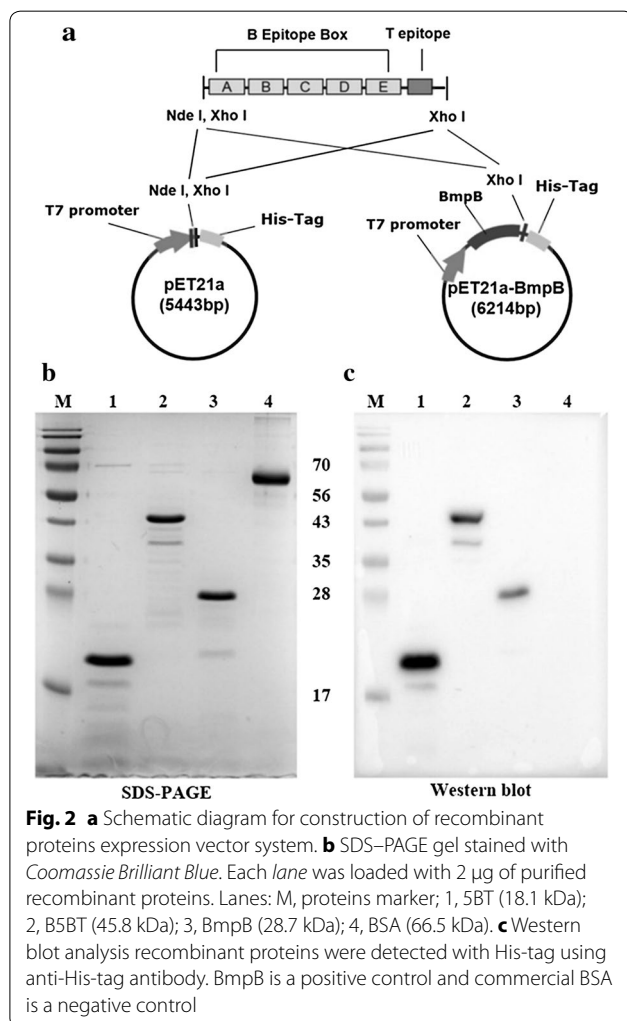 a
B Epitope Box
T epitope
A B C D E
Nde I, Xho I
Xho I
Nde I, Xho I
Xho I
His-Tag
BmpB
T7 promoter
His-Tag
T7 promoter
pET21a
(5443bp)
pET21a-BmpB
(6214bp)
b
M 1 2 3 4
c
M 1 2 3 4
70
56
43
35
28
17
SDS-PAGE
Western blot
Fig. 2 a Schematic diagram for construction of recombinant
proteins expression vector system. b SDS–PAGE gel stained with
Coomassie Brilliant Blue. Each lane was loaded with 2 µg of purified
recombinant proteins. Lanes: M, proteins marker; 1, 5BT (18.1 kDa);
2, B5BT (45.8 kDa); 3, BmpB (28.7 kDa); 4, BSA (66.5 kDa). c Western
blot analysis recombinant proteins were detected with His-tag using
anti-His-tag antibody. BmpB is a positive control and commercial BSA
is a negative control